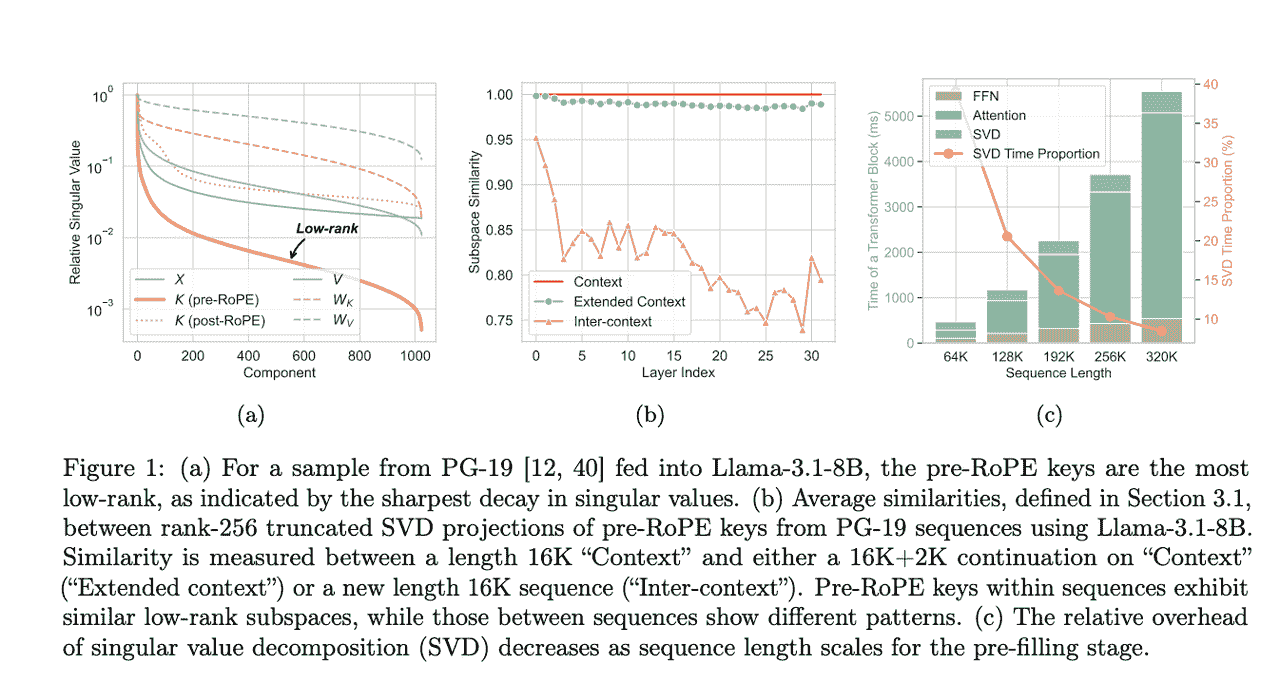 10^0
10^-1
10^-2
10^-3
Relative Singular Value
Low-rank
X
K (pre-RoPE)
K (post-RoPE)
V
W_K
W_V
0 200 400 600 800 1000
Component
(a)
1.00
0.95
0.90
0.85
0.80
0.75
Subspace Similarity
Context
Extended Context
Inter-context
0 5 10 15 20 25 30
Layer Index
(b)
5000
4000
3000
2000
1000
0
Time of a Transformer Block (ms)
FFN
Attention
SVD
SVD Time Proportion
40
35
30
25
20
15
10
SVD Time Proportion (%)
64K 128K 192K 256K 320K
Sequence Length
(c)
Figure 1: (a) For a sample from PG-19 [12, 40] fed into Llama-3.1-8B, the pre-RoPE keys are the most
low-rank, as indicated by the sharpest decay in singular values. (b) Average similarities, defined in Section 3.1,
between rank-256 truncated SVD projections of pre-RoPE keys from PG-19 sequences using Llama-3.1-8B.
Similarity is measured between a length 16K “Context” and either a 16K+2K continuation on “Context”
(“Extended context”) or a new length 16K sequence (“Inter-context”). Pre-RoPE keys within sequences exhibit
similar low-rank subspaces, while those between sequences show different patterns. (c) The relative overhead
of singular value decomposition (SVD) decreases as sequence length scales for the pre-filling stage.